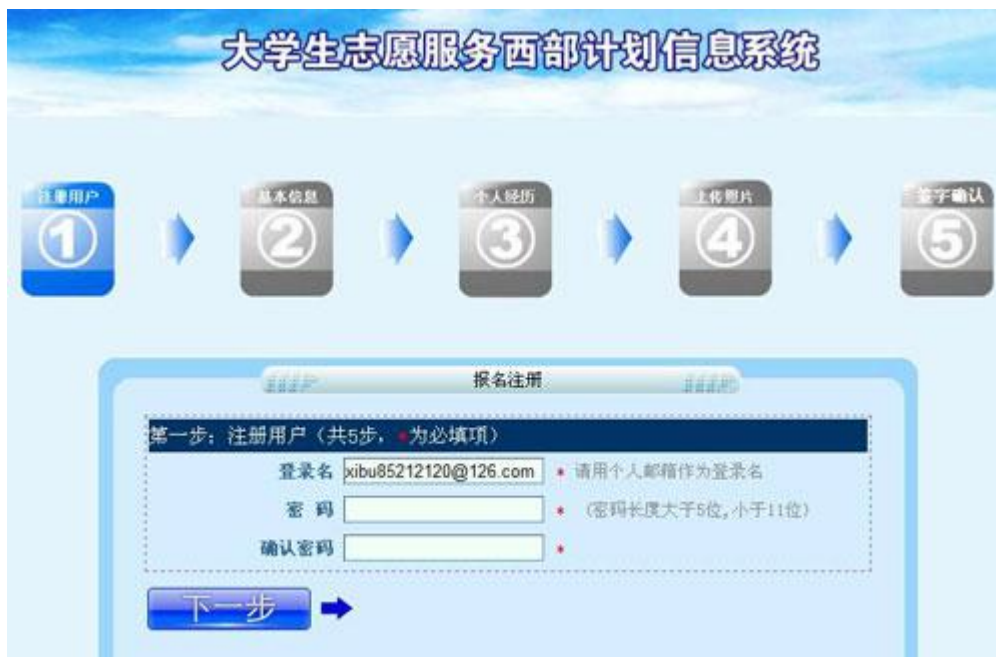 大学生志愿服务西部计划信息系统
注册用户
1
基本信息
2
个人经历
3
上传照片
4
签字确认
5
报名注册
第一步：注册用户（共5步，*为必填项）
登录名 xibu85212120@126.com * 请用个人邮箱作为登录名
密 码 * (密码长度大于5位,小于11位)
确认密码 *
下一步